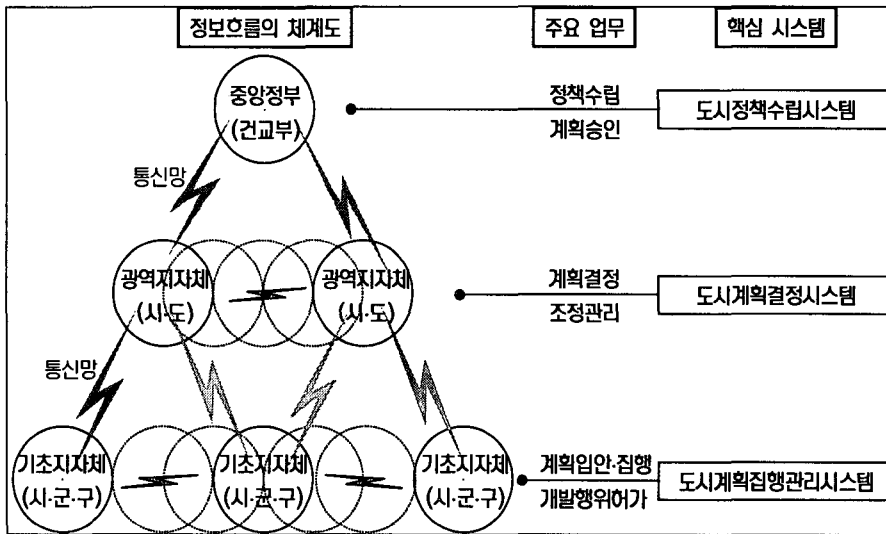 정보흐름의 체계도
주요 업무
핵심 시스템
중앙정부
(건교부)
정책수립
계획승인
도시정책수립시스템
통신망
광역지자체
(시·도)
광역지자체
(시·도)
계획결정
조정관리
도시계획결정시스템
통신망
기초지자체
(시·군·구)
기초지자체
(시·군·구)
기초지자체
(시·군·구)
계획입안·집행
개발행위허가
도시계획집행관리시스템